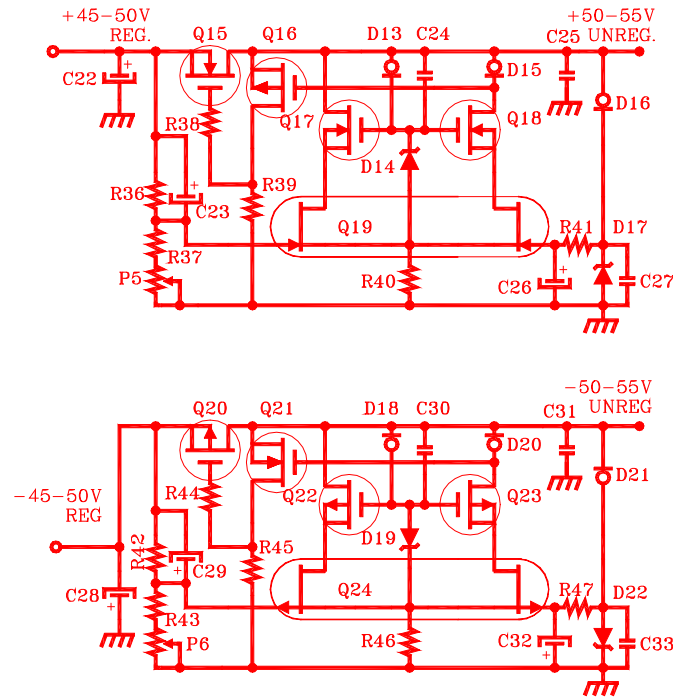 +45-50V Q15 Q16 D13 C24 +50-55V
REG. C25 UNREG.
C22 + D15
D16
Q17 Q18
R38
D14
R36 + R39
C23 Q19 R41 D17
R37
P5 R40 C26 + C27
-50-55V
Q20 Q21 D18 C30 C31 UNREG
D20
D21
-45-50V R44 Q22 Q23
REG
R42 D19
R45
C29 +
C28 + Q24 R47 D22
R43
P6 R46 C32 + C33